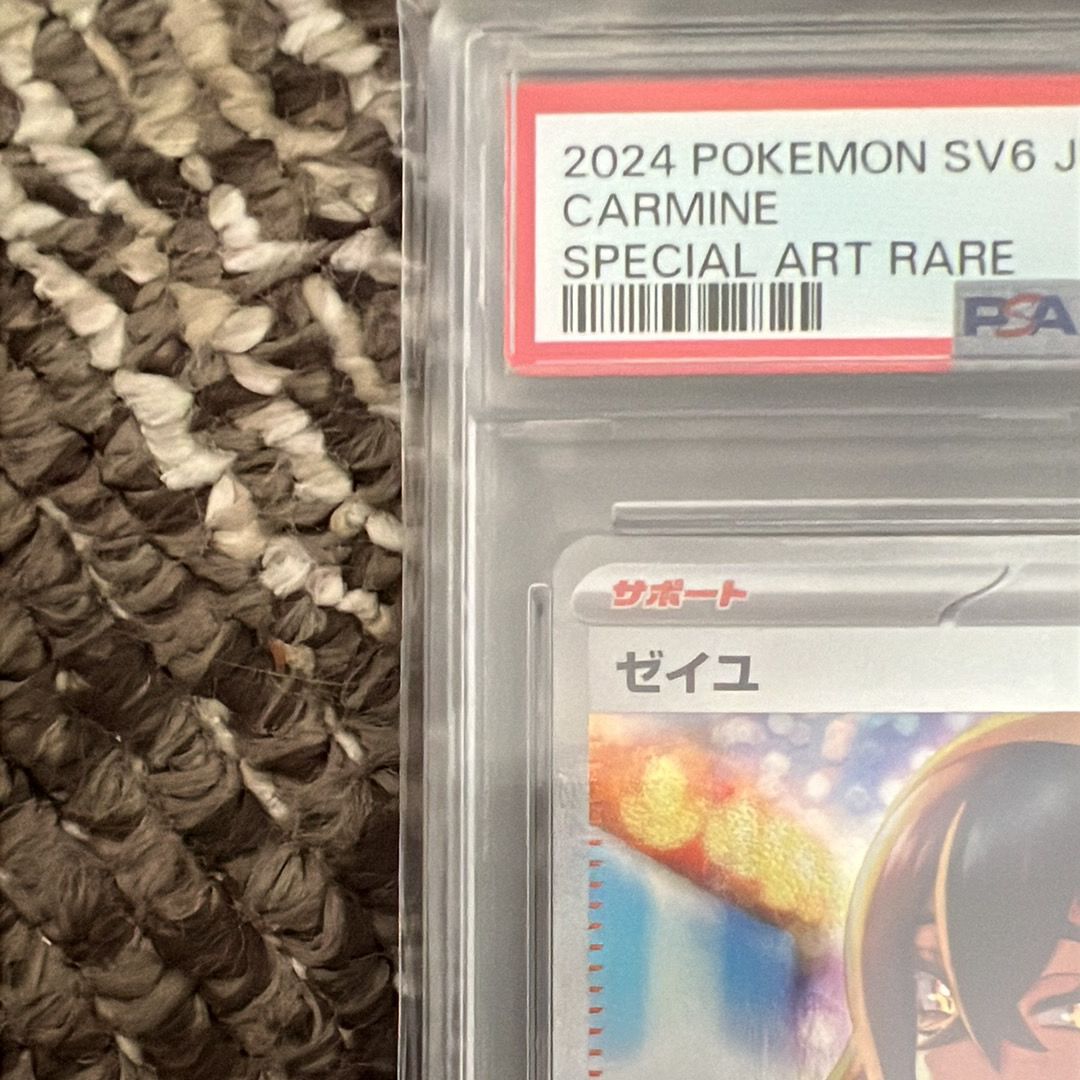 2024 POKEMON SV6 J
CARMINE
SPECIAL ART RARE
PSA
サポート
ゼイユ